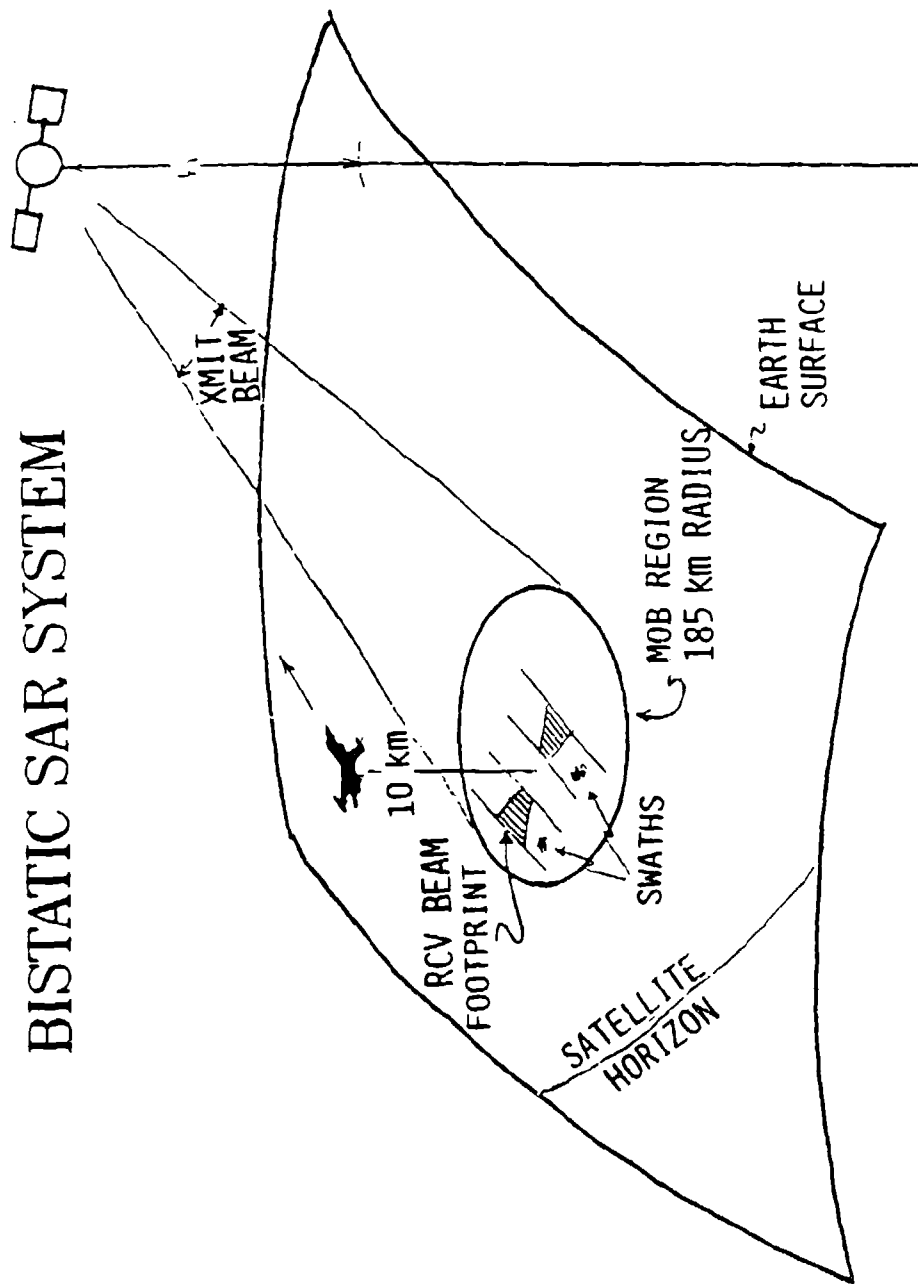 BISTATIC SAR SYSTEM
XMIT
BEAM
10 km
RCV BEAM
FOOTPRINT
SWATHS
MOB REGION
185 km RADIUS
EARTH
SURFACE
SATELLITE
HORIZON